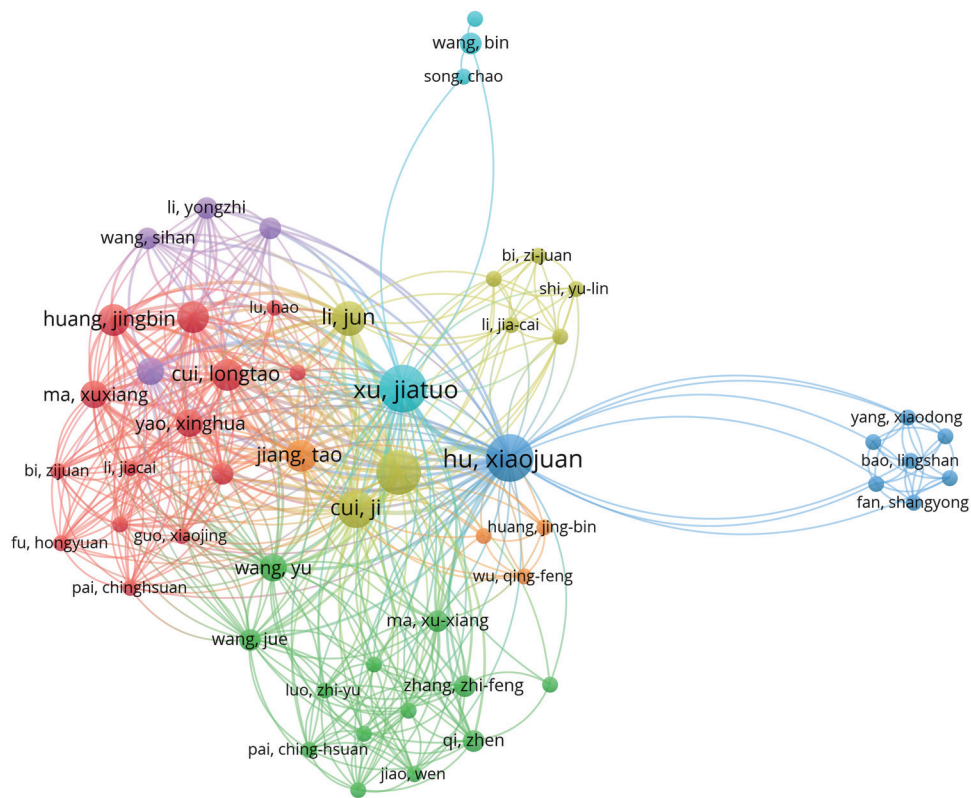 wang, bin
song, chao
li, yongzhi
wang, sihan
bi, zi-juan
shi, yu-lin
lu, hao
huang, jingbin
li, jun
li, jia-cai
cui, longtao
ma, xuxiang
xu, jiatuo
yao, xinghua
yang, xiaodong
jiang, tao
hu, xiaojuan
bao, lingshan
bi, zijuan
li, jiacai
fan, shangyong
cui, ji
huang, jing-bin
guo, xiaojing
fu, hongyuan
wang, yu
wu, qing-feng
pai, chinghsuan
ma, xu-xiang
wang, jue
zhang, zhi-feng
luo, zhi-yu
qi, zhen
pai, ching-hsuan
jiao, wen